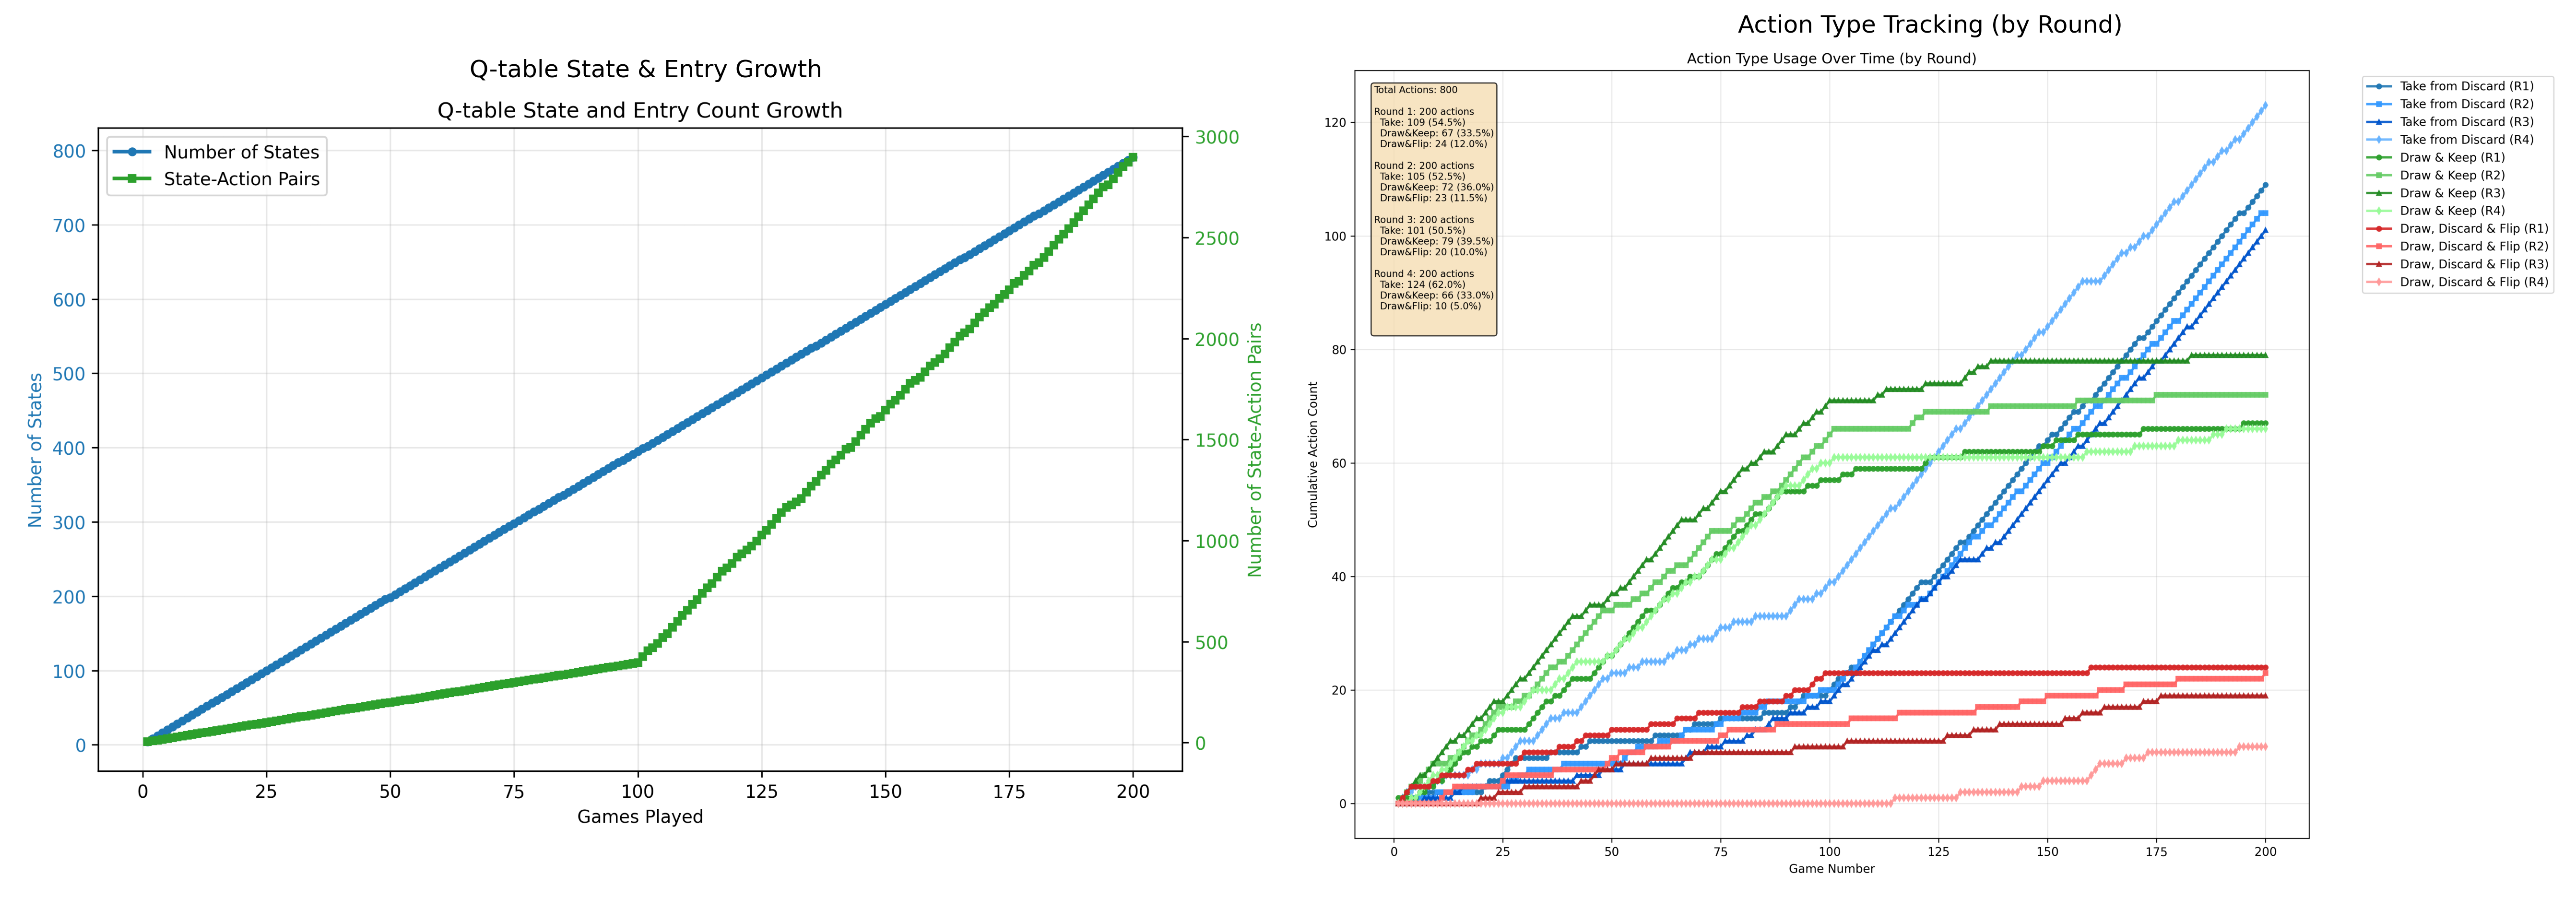 Q-table State & Entry Growth
Q-table State and Entry Count Growth
Number of States
State-Action Pairs
800
700
600
500
400
300
200
100
0
Number of States
3000
2500
2000
1500
1000
500
0
Number of State-Action Pairs
0 25 50 75 100 125 150 175 200
Games Played
Action Type Tracking (by Round)
Action Type Usage Over Time (by Round)
Total Actions: 800
Round 1: 200 actions
Take: 109 (54.5%)
Draw&Keep: 67 (33.5%)
Draw&Flip: 24 (12.0%)
Round 2: 200 actions
Take: 105 (52.5%)
Draw&Keep: 72 (36.0%)
Draw&Flip: 23 (11.5%)
Round 3: 200 actions
Take: 101 (50.5%)
Draw&Keep: 79 (39.5%)
Draw&Flip: 20 (10.0%)
Round 4: 200 actions
Take: 124 (62.0%)
Draw&Keep: 66 (33.0%)
Draw&Flip: 10 (5.0%)
120
100
80
60
40
20
0
Cumulative Action Count
0 25 50 75 100 125 150 175 200
Game Number
Take from Discard (R1)
Take from Discard (R2)
Take from Discard (R3)
Take from Discard (R4)
Draw & Keep (R1)
Draw & Keep (R2)
Draw & Keep (R3)
Draw & Keep (R4)
Draw, Discard & Flip (R1)
Draw, Discard & Flip (R2)
Draw, Discard & Flip (R3)
Draw, Discard & Flip (R4)